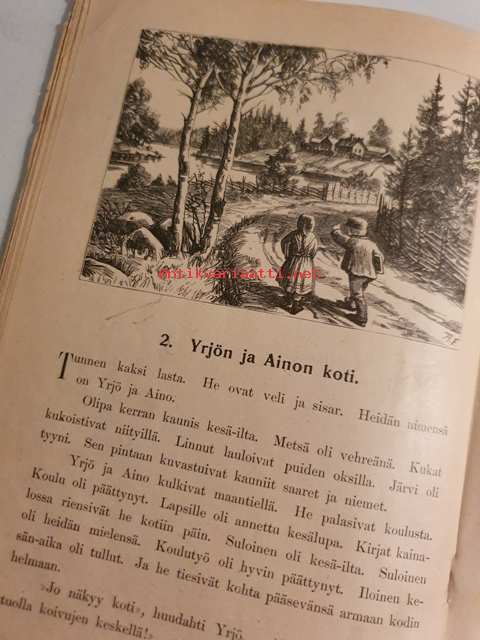 antikvariaatti.net
2. Yrjön ja Ainon koti.
Tunnen kaksi lasta. He ovat veli ja sisar. Heidän nimensä
on Yrjö ja Aino.
Olipa kerran kaunis kesä-ilta. Metsä oli vehreänä. Kukat
kukoistivat niityillä. Linnut lauloivat puiden oksilla. Järvi oli
tyyni. Sen pintaan kuvastuivat kauniit saaret ja niemet.
Yrjö ja Aino kulkivat maantiellä. He palasivat koulusta.
Koulu oli päättynyt. Lapsille oli annettu kesälupa. Kirjat kaina-
lossa riensivät he kotiin päin. Suloinen oli kesä-ilta. Suloinen
oli heidän mielensä. Koulutyö oli hyvin päättynyt. Iloinen ke-
sän-aika oli tullut. Ja he tiesivät kohta pääsevänsä armaan kodin
helmaan.
»Jo näkyy koti», huudahti Yrjö
tuolla koivujen keskellä!»